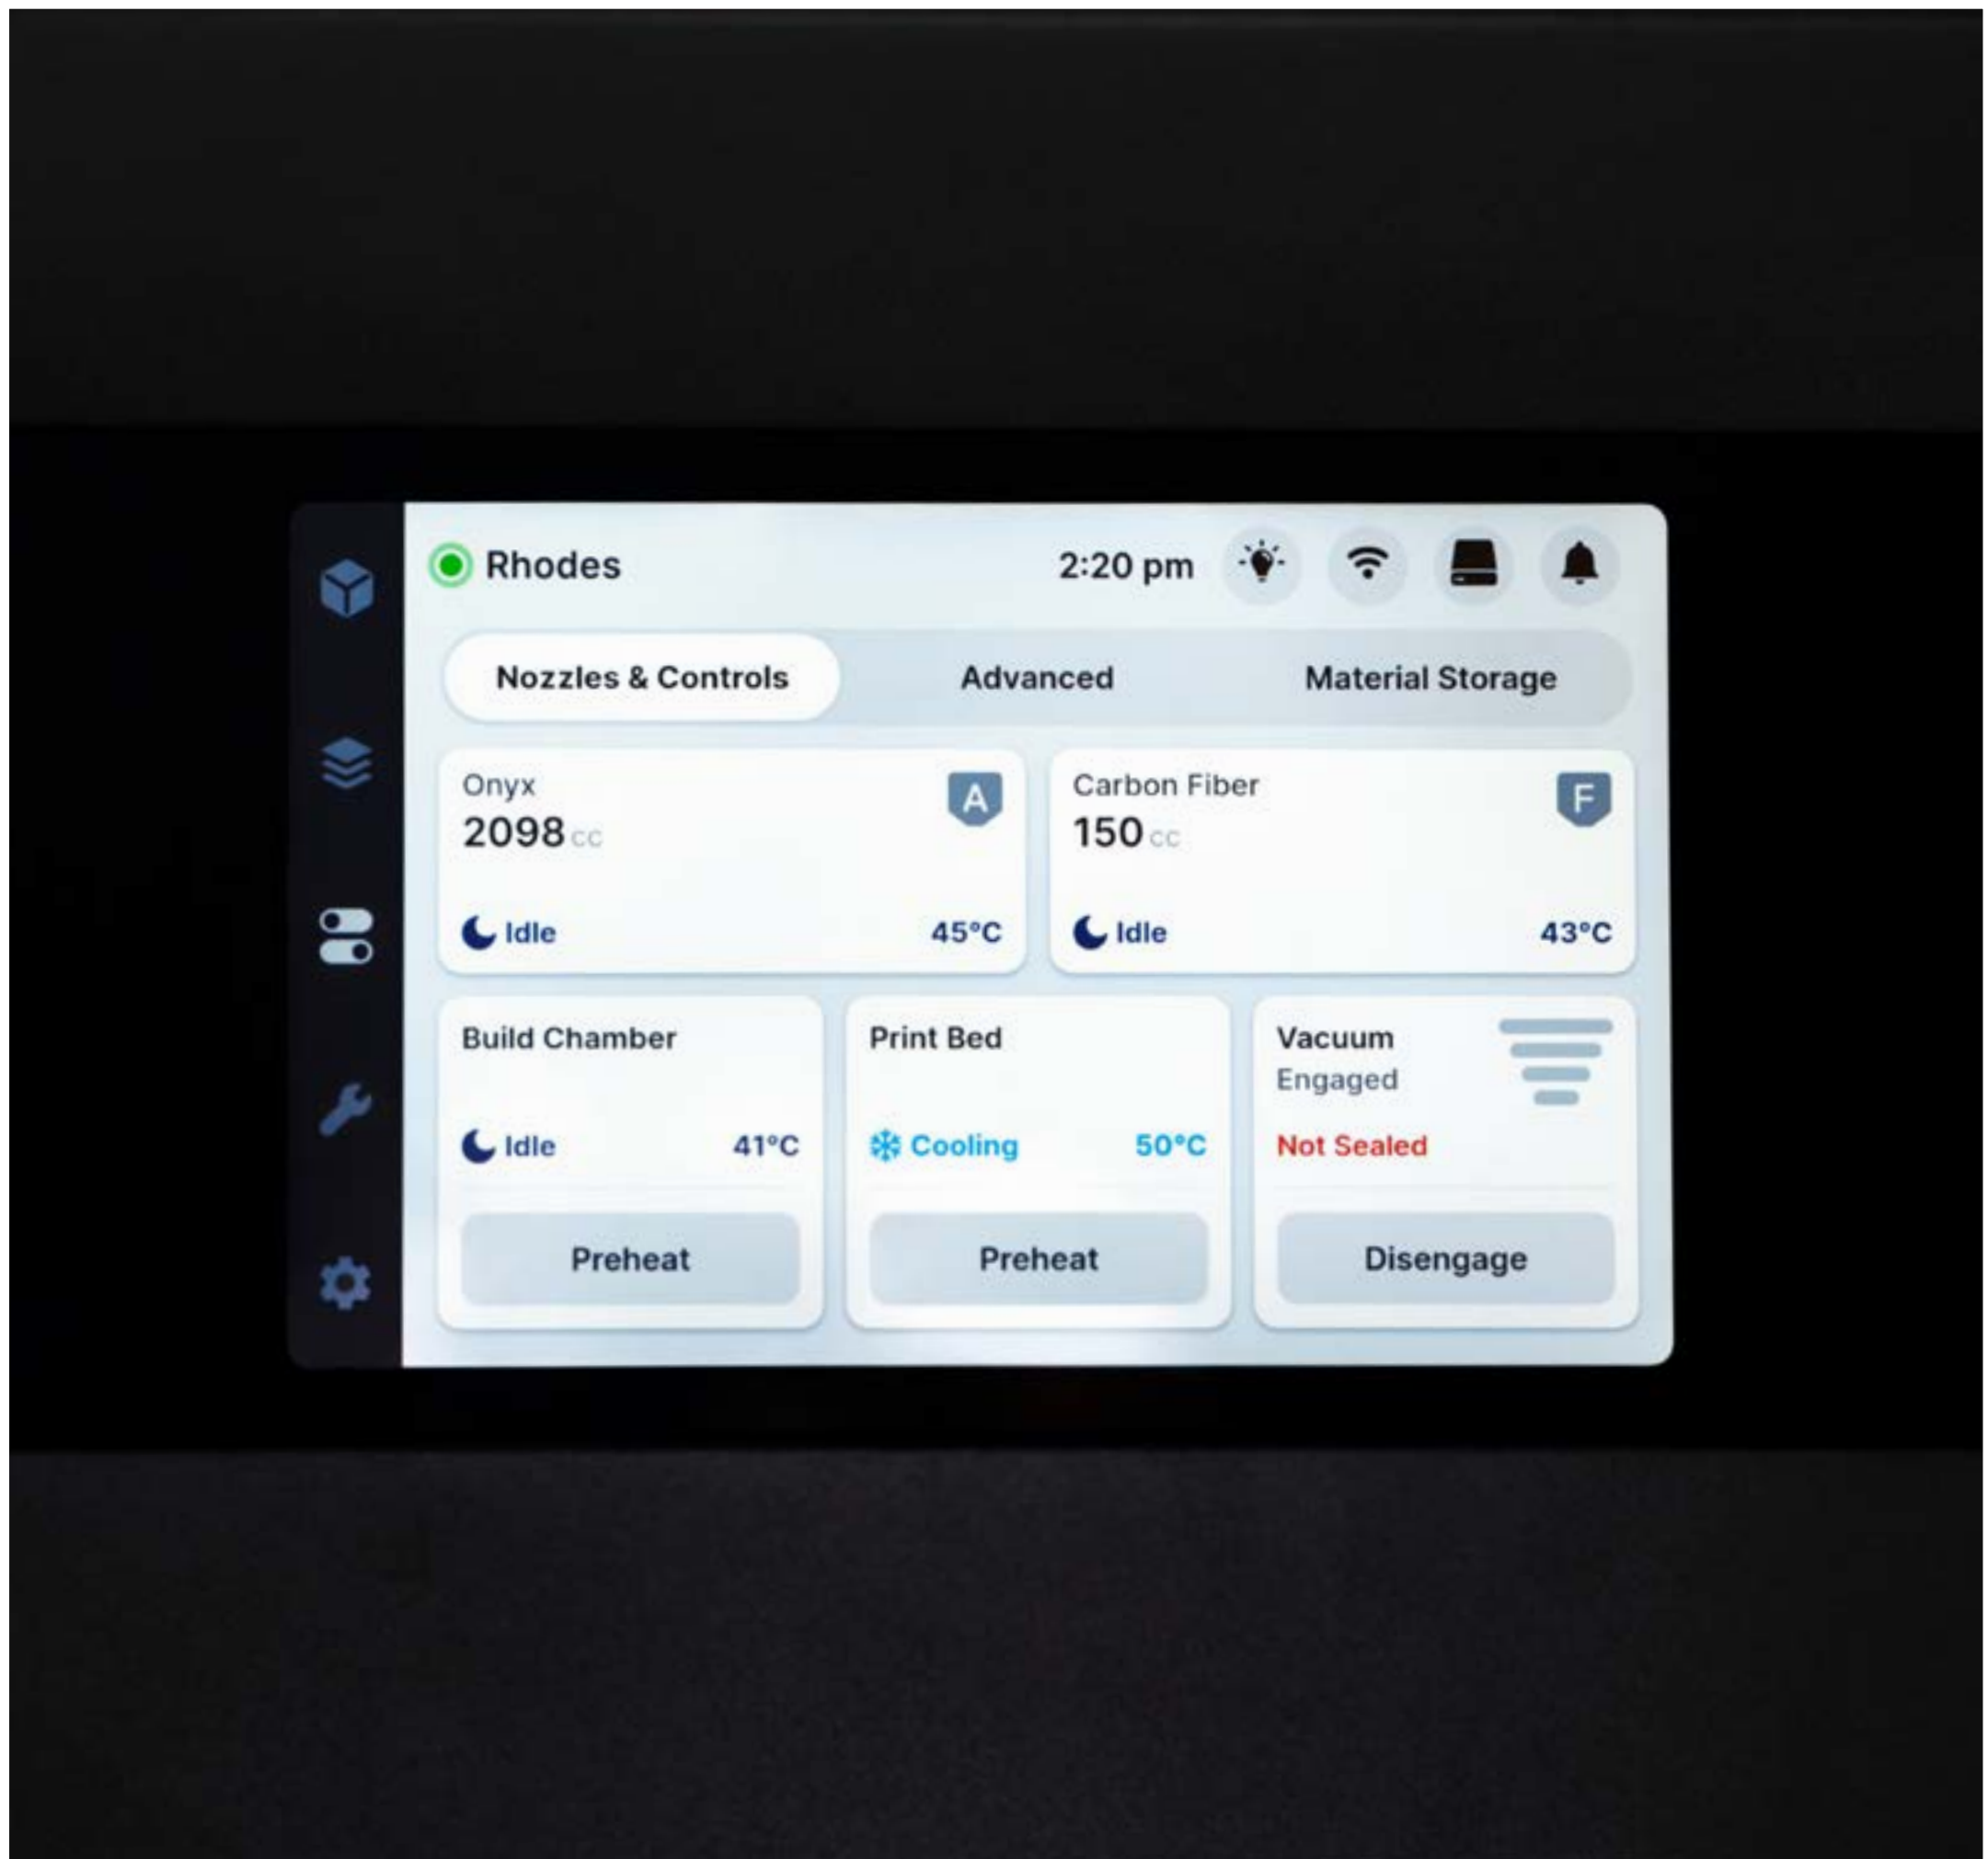 Rhodes 2:20 pm
Nozzles & Controls Advanced Material Storage
Onyx
2098 cc
A
Idle 45°C
Carbon Fiber
150 cc
F
Idle 43°C
Build Chamber
Idle 41°C
Preheat
Print Bed
Cooling 50°C
Preheat
Vacuum
Engaged
Not Sealed
Disengage